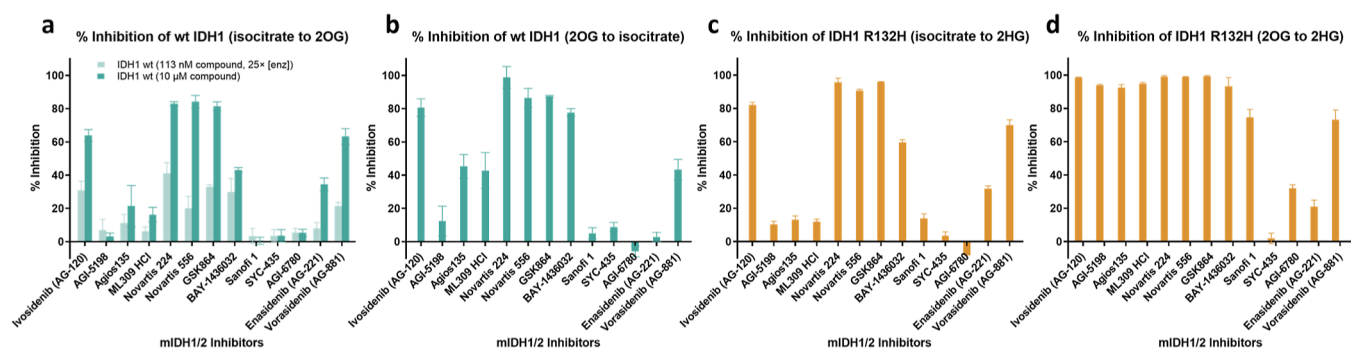 a
% Inhibition of wt IDH1 (isocitrate to 2OG)
IDH1 wt (113 nM compound, 25× [enz])
IDH1 wt (10 µM compound)
% Inhibition
100
80
60
40
20
0
Ivosidenib (AG-120)
AGI-5198
Agios135
ML309 HCl
Novartis 224
Novartis 556
GSK864
BAY-1436032
Sanofi 1
SYC-435
AGI-6780
Enasidenib (AG-221)
Vorasidenib (AG-881)
mIDH1/2 Inhibitors
b
% Inhibition of wt IDH1 (2OG to isocitrate)
% Inhibition
100
80
60
40
20
0
Ivosidenib (AG-120)
AGI-5198
Agios135
ML309 HCl
Novartis 224
Novartis 556
GSK864
BAY-1436032
Sanofi 1
SYC-435
AGI-6780
Enasidenib (AG-221)
Vorasidenib (AG-881)
mIDH1/2 Inhibitors
c
% Inhibition of IDH1 R132H (isocitrate to 2HG)
% Inhibition
100
80
60
40
20
0
Ivosidenib (AG-120)
AGI-5198
Agios135
ML309 HCl
Novartis 224
Novartis 556
GSK864
BAY-1436032
Sanofi 1
SYC-435
AGI-6780
Enasidenib (AG-221)
Vorasidenib (AG-881)
mIDH1/2 Inhibitors
d
% Inhibition of IDH1 R132H (2OG to 2HG)
% Inhibition
100
80
60
40
20
0
Ivosidenib (AG-120)
AGI-5198
Agios135
ML309 HCl
Novartis 224
Novartis 556
GSK864
BAY-1436032
Sanofi 1
SYC-435
AGI-6780
Enasidenib (AG-221)
Vorasidenib (AG-881)
mIDH1/2 Inhibitors